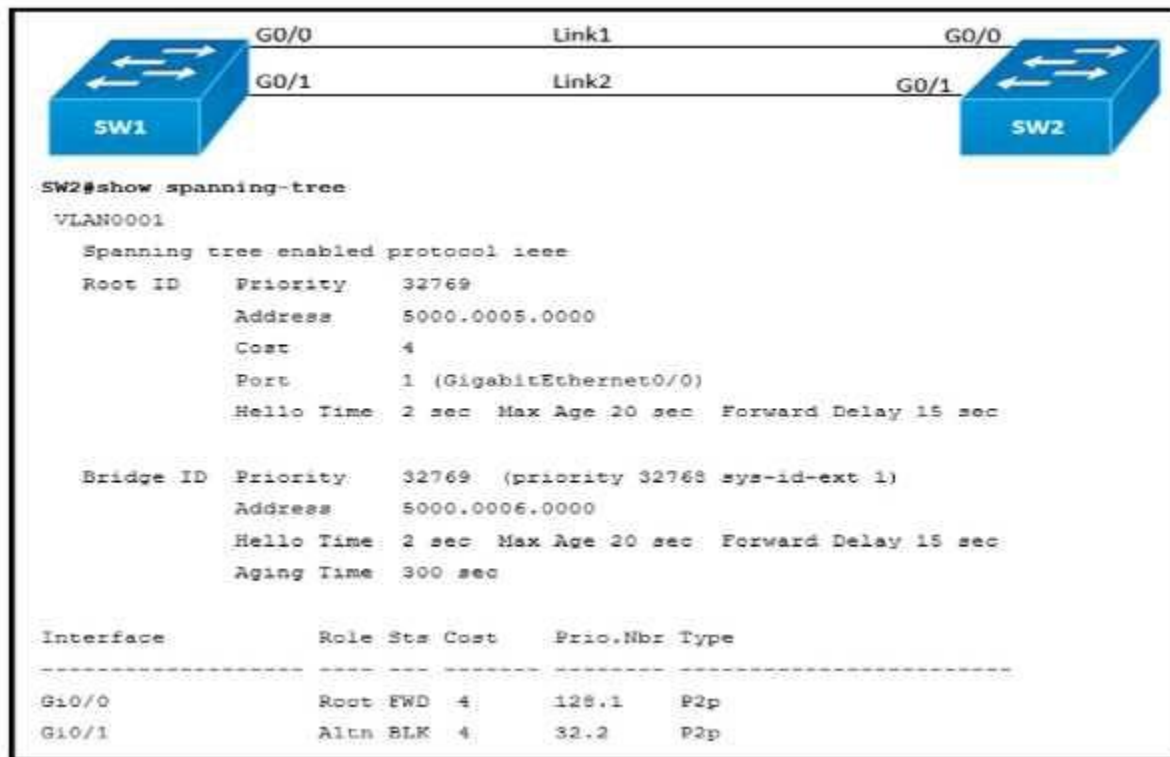 G0/0 Link1 G0/0
G0/1 Link2 G0/1
SW1 SW2
SW2#show spanning-tree
VLAN0001
Spanning tree enabled protocol ieee
Root ID Priority 32769
Address 5000.0005.0000
Cost 4
Port 1 (GigabitEthernet0/0)
Hello Time 2 sec Max Age 20 sec Forward Delay 15 sec
Bridge ID Priority 32769 (priority 32768 sys-id-ext 1)
Address 5000.0006.0000
Hello Time 2 sec Max Age 20 sec Forward Delay 15 sec
Aging Time 300 sec
Interface Role Sts Cost Prio.Nbr Type
------------------- ---- --- ------- -------- ------------------------
Gi0/0 Root FWD 4 128.1 P2p
Gi0/1 Altn BLK 4 32.2 P2p